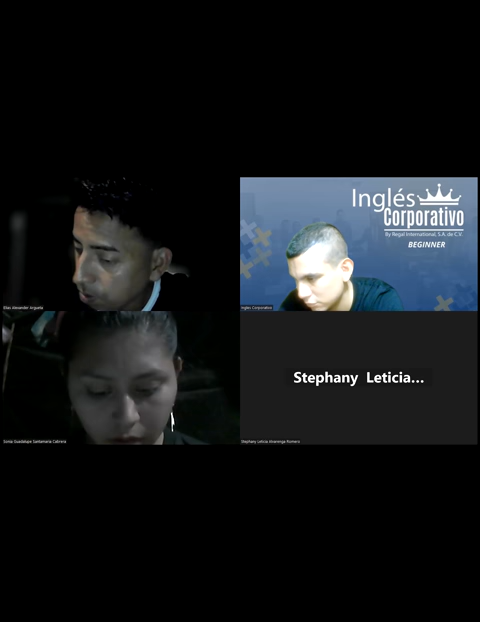 Inglés
Corporativo
By Regal International, S.A. de C.V.
BEGINNER
Elias Alexander Argueta
Inglés Corporativo
Stephany Leticia...
Sonia Guadalupe Santamaria Cabrera
Stephany Leticia Alvarenga Romero